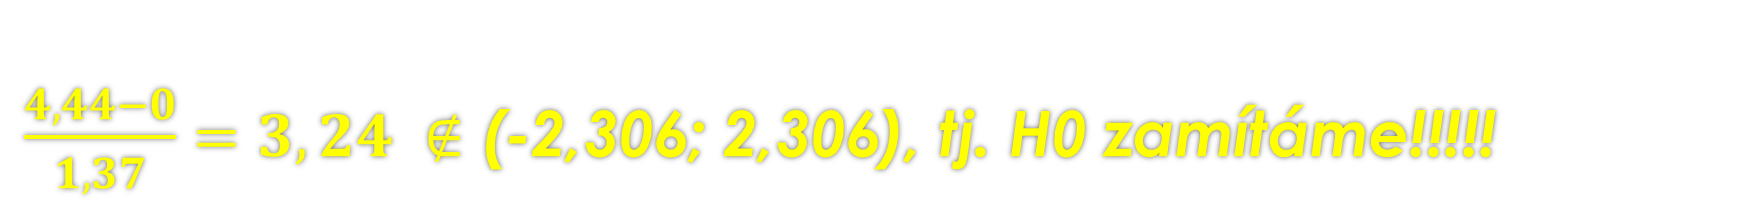 4,44−0
1,37
= 3,24 ∉ (-2,306; 2,306), tj. H0 zamítáme!!!!!